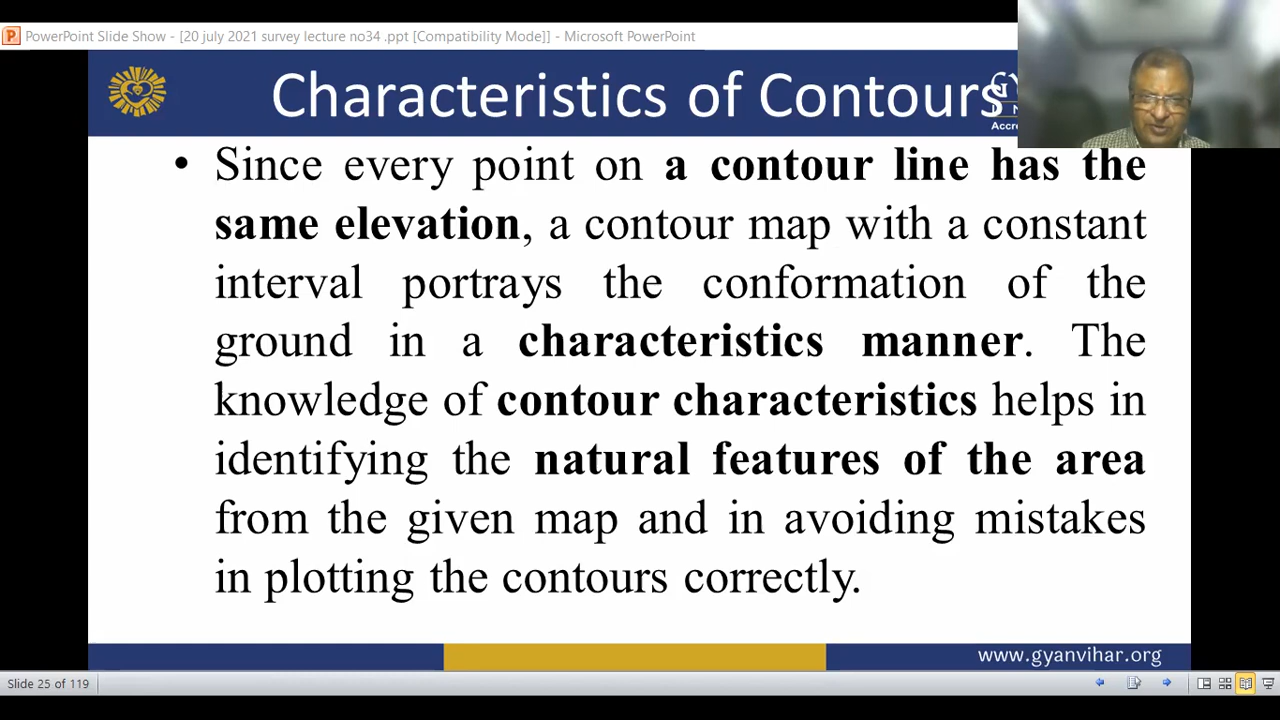 PowerPoint Slide Show - [20 july 2021 survey lecture no34 .ppt [Compatibility Mode]] - Microsoft PowerPoint
Characteristics of Contours
• Since every point on a contour line has the
same elevation, a contour map with a constant
interval portrays the conformation of the
ground in a characteristics manner. The
knowledge of contour characteristics helps in
identifying the natural features of the area
from the given map and in avoiding mistakes
in plotting the contours correctly.
www.gyanvihar.org
Slide 25 of 119